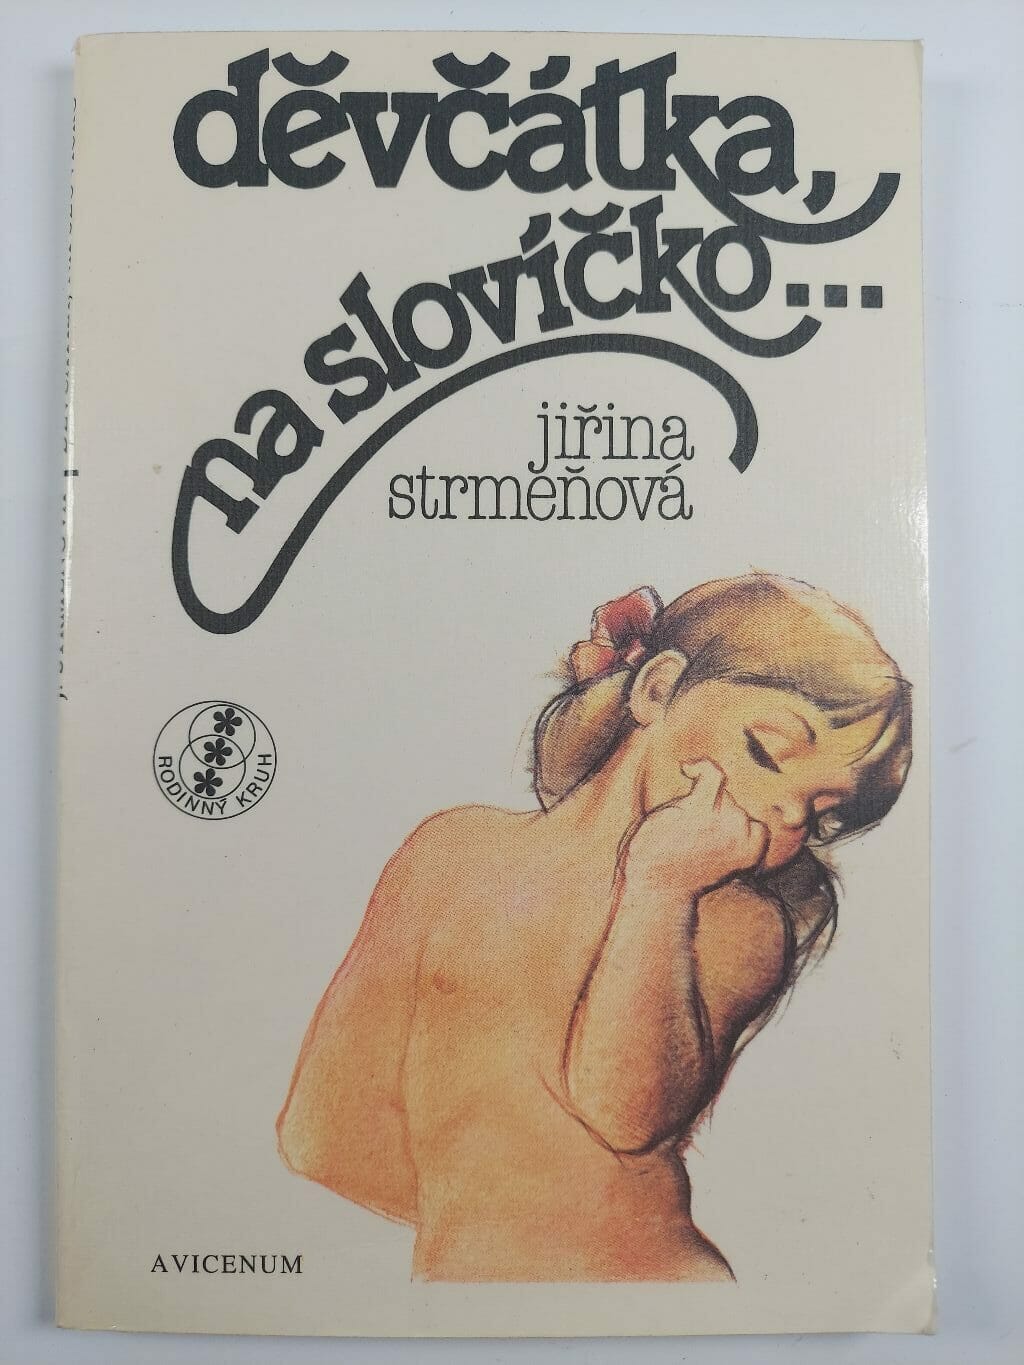 děvčátka,
na slovíčko...
jiřina
strmeňová
RODINNÝ KRUH
AVICENUM